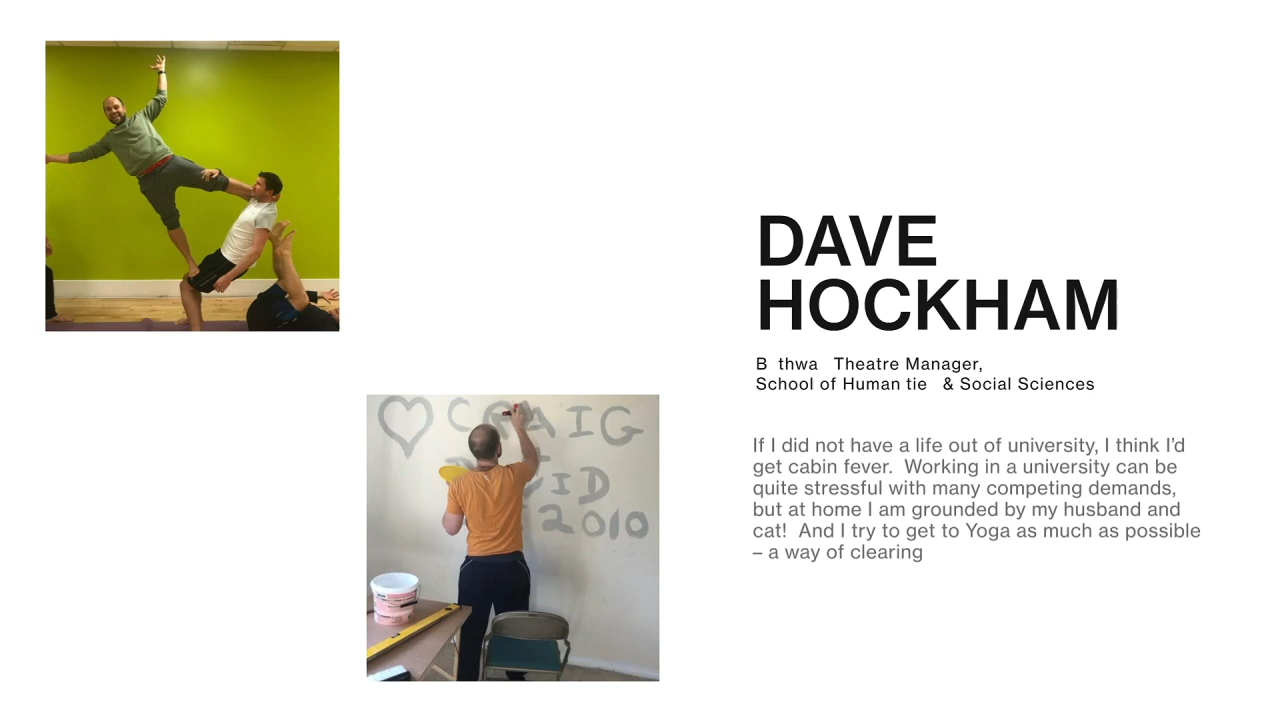 DAVE
HOCKHAM
B thwa Theatre Manager,
School of Human tie & Social Sciences
If I did not have a life out of university, I think I'd
get cabin fever. Working in a university can be
quite stressful with many competing demands,
but at home I am grounded by my husband and
cat! And I try to get to Yoga as much as possible
– a way of clearing
CRAIG
2010